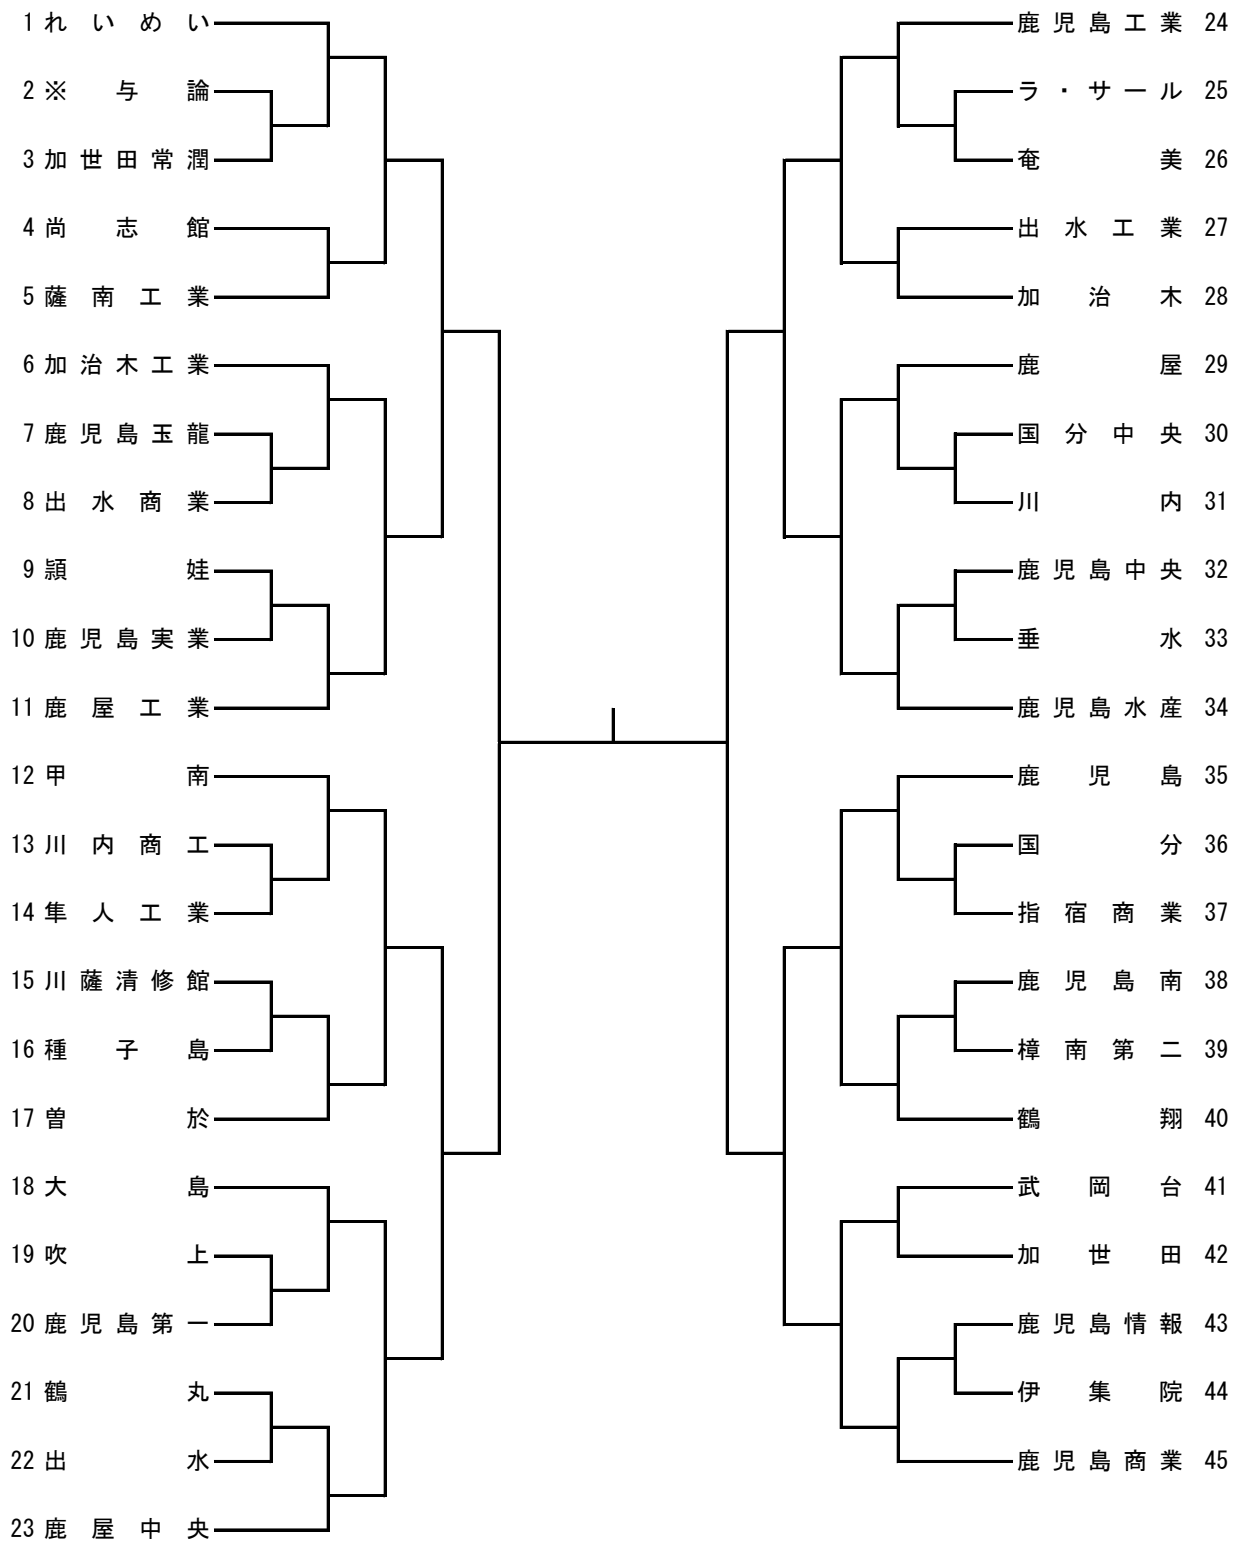 1 れいめい
2 ※与論
3 加世田常潤
4 尚志館
5 薩南工業
6 加治木工業
7 鹿児島玉龍
8 出水商業
9 頴娃
10 鹿児島実業
11 鹿屋工業
12 甲南
13 川内商工
14 隼人工業
15 川薩清修館
16 種子島
17 曽於
18 大島
19 吹上
20 鹿児島第一
21 鶴丸
22 出水
23 鹿屋中央
鹿児島工業 24
ラ・サール 25
奄美 26
出水工業 27
加治木 28
鹿屋 29
国分中央 30
川内 31
鹿児島中央 32
垂水 33
鹿児島水産 34
鹿児島 35
国分 36
指宿商業 37
鹿児島南 38
樟南第二 39
鶴翔 40
武岡台 41
加世田 42
鹿児島情報 43
伊集院 44
鹿児島商業 45